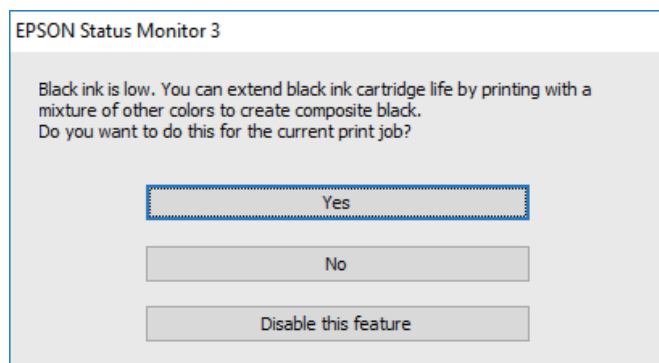 EPSON Status Monitor 3
Black ink is low. You can extend black ink cartridge life by printing with a
mixture of other colors to create composite black.
Do you want to do this for the current print job?
Yes
No
Disable this feature